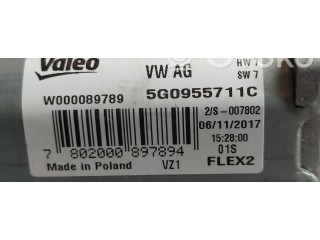 Valeo
VW AG
HW 7
SW 7
W000089789
5G0955711C
2/S-007802
06/11/2017
15:28:00
01S
7 802000 897894
Made in Poland
VZ1
FLEX2